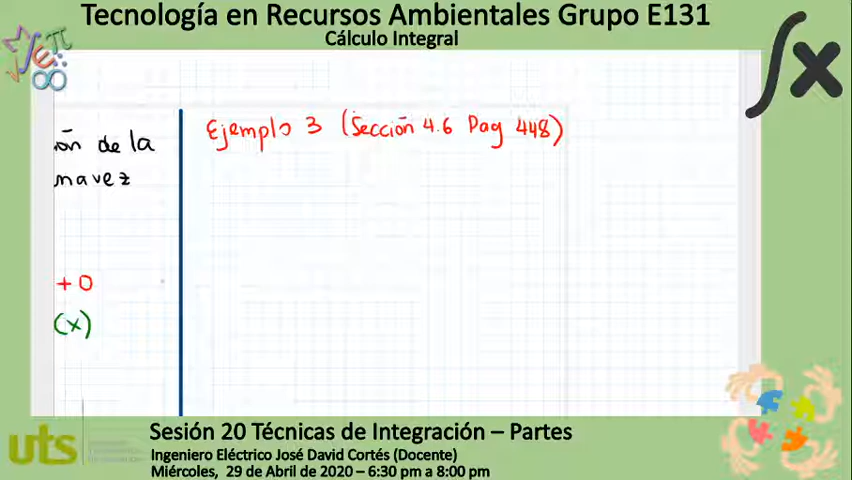 Tecnología en Recursos Ambientales Grupo E131
Cálculo Integral
Ejemplo 3 (Sección 4.6 Pag 448)
ón de la
navez
+ 0
(x)
uts
Sesión 20 Técnicas de Integración – Partes
Ingeniero Eléctrico José David Cortés (Docente)
Miércoles, 29 de Abril de 2020 – 6:30 pm a 8:00 pm